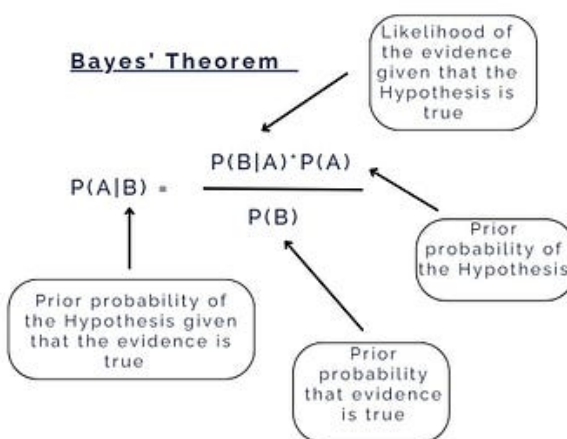 Bayes' Theorem
Likelihood of
the evidence
given that the
Hypothesis is
true
P(B|A)*P(A)
P(A|B) =
P(B)
Prior
probability of
the Hypothesis
Prior probability of
the Hypothesis given
that the evidence is
true
Prior
probability
that evidence
is true